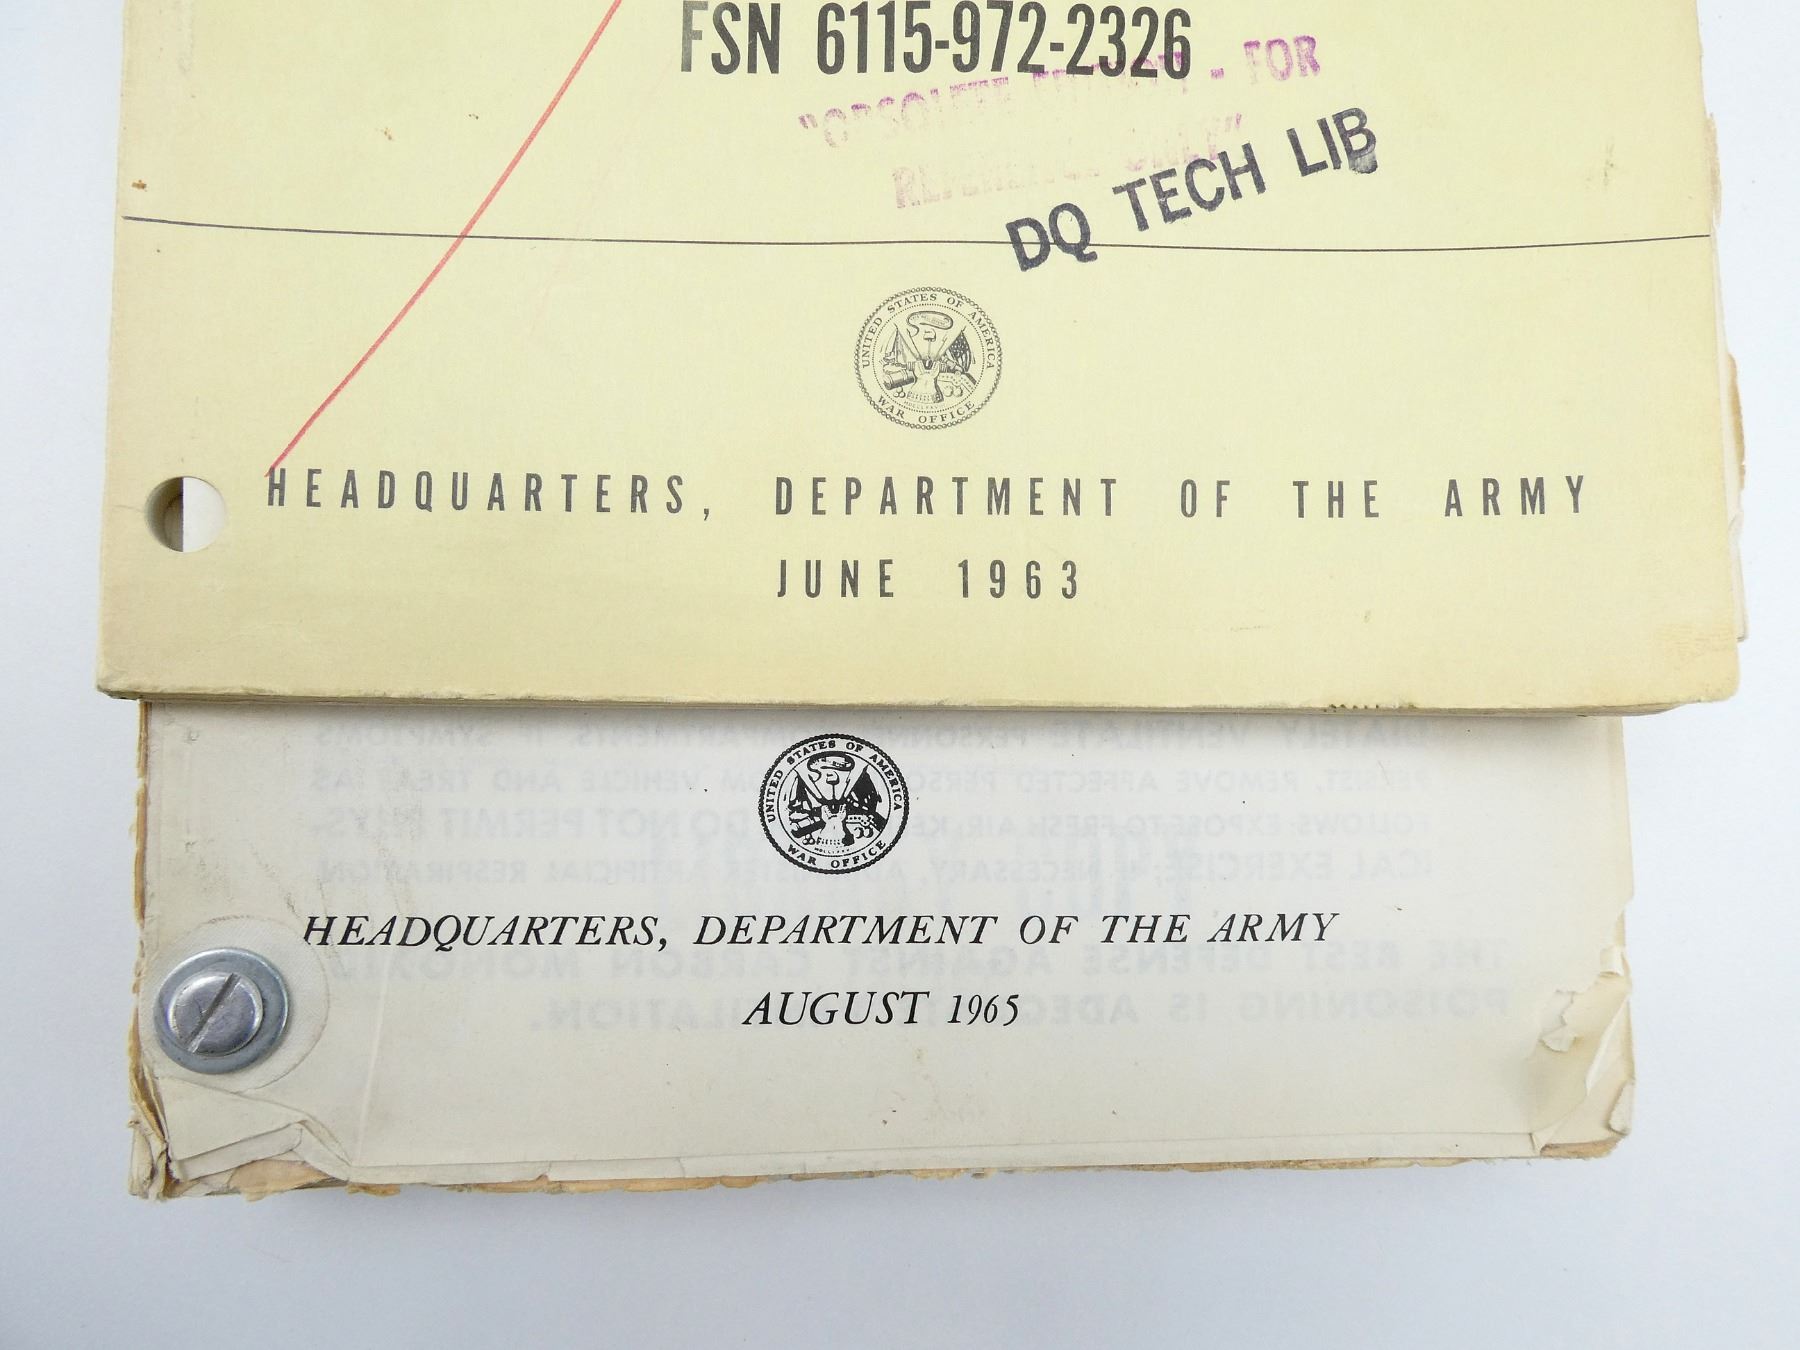 FSN 6115-972-2326
"OBSOLETE EDITION - FOR
REFERENCE ONLY"
DQ TECH LIB
UNITED STATES OF AMERICA
WAR OFFICE
HEADQUARTERS, DEPARTMENT OF THE ARMY
JUNE 1963
UNITED STATES OF AMERICA
WAR OFFICE
HEADQUARTERS, DEPARTMENT OF THE ARMY
AUGUST 1965